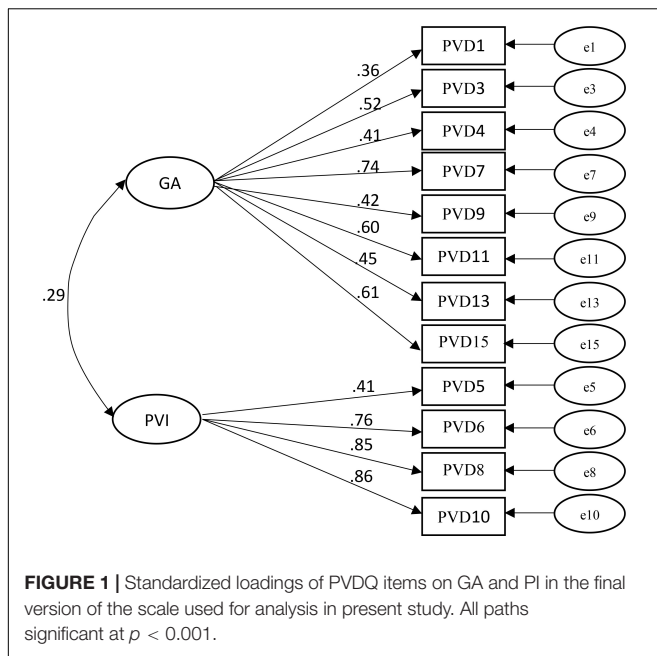 PVD1 e1
.36
PVD3 e3
.52
PVD4 e4
.41
GA
.74
PVD7 e7
.42
PVD9 e9
.60
PVD11 e11
.45
PVD13 e13
.61
.29
PVD15 e15
.41
PVD5 e5
PVI
.76
PVD6 e6
.85
PVD8 e8
.86
PVD10 e10
FIGURE 1 | Standardized loadings of PVDQ items on GA and PI in the final
version of the scale used for analysis in present study. All paths
significant at p < 0.001.